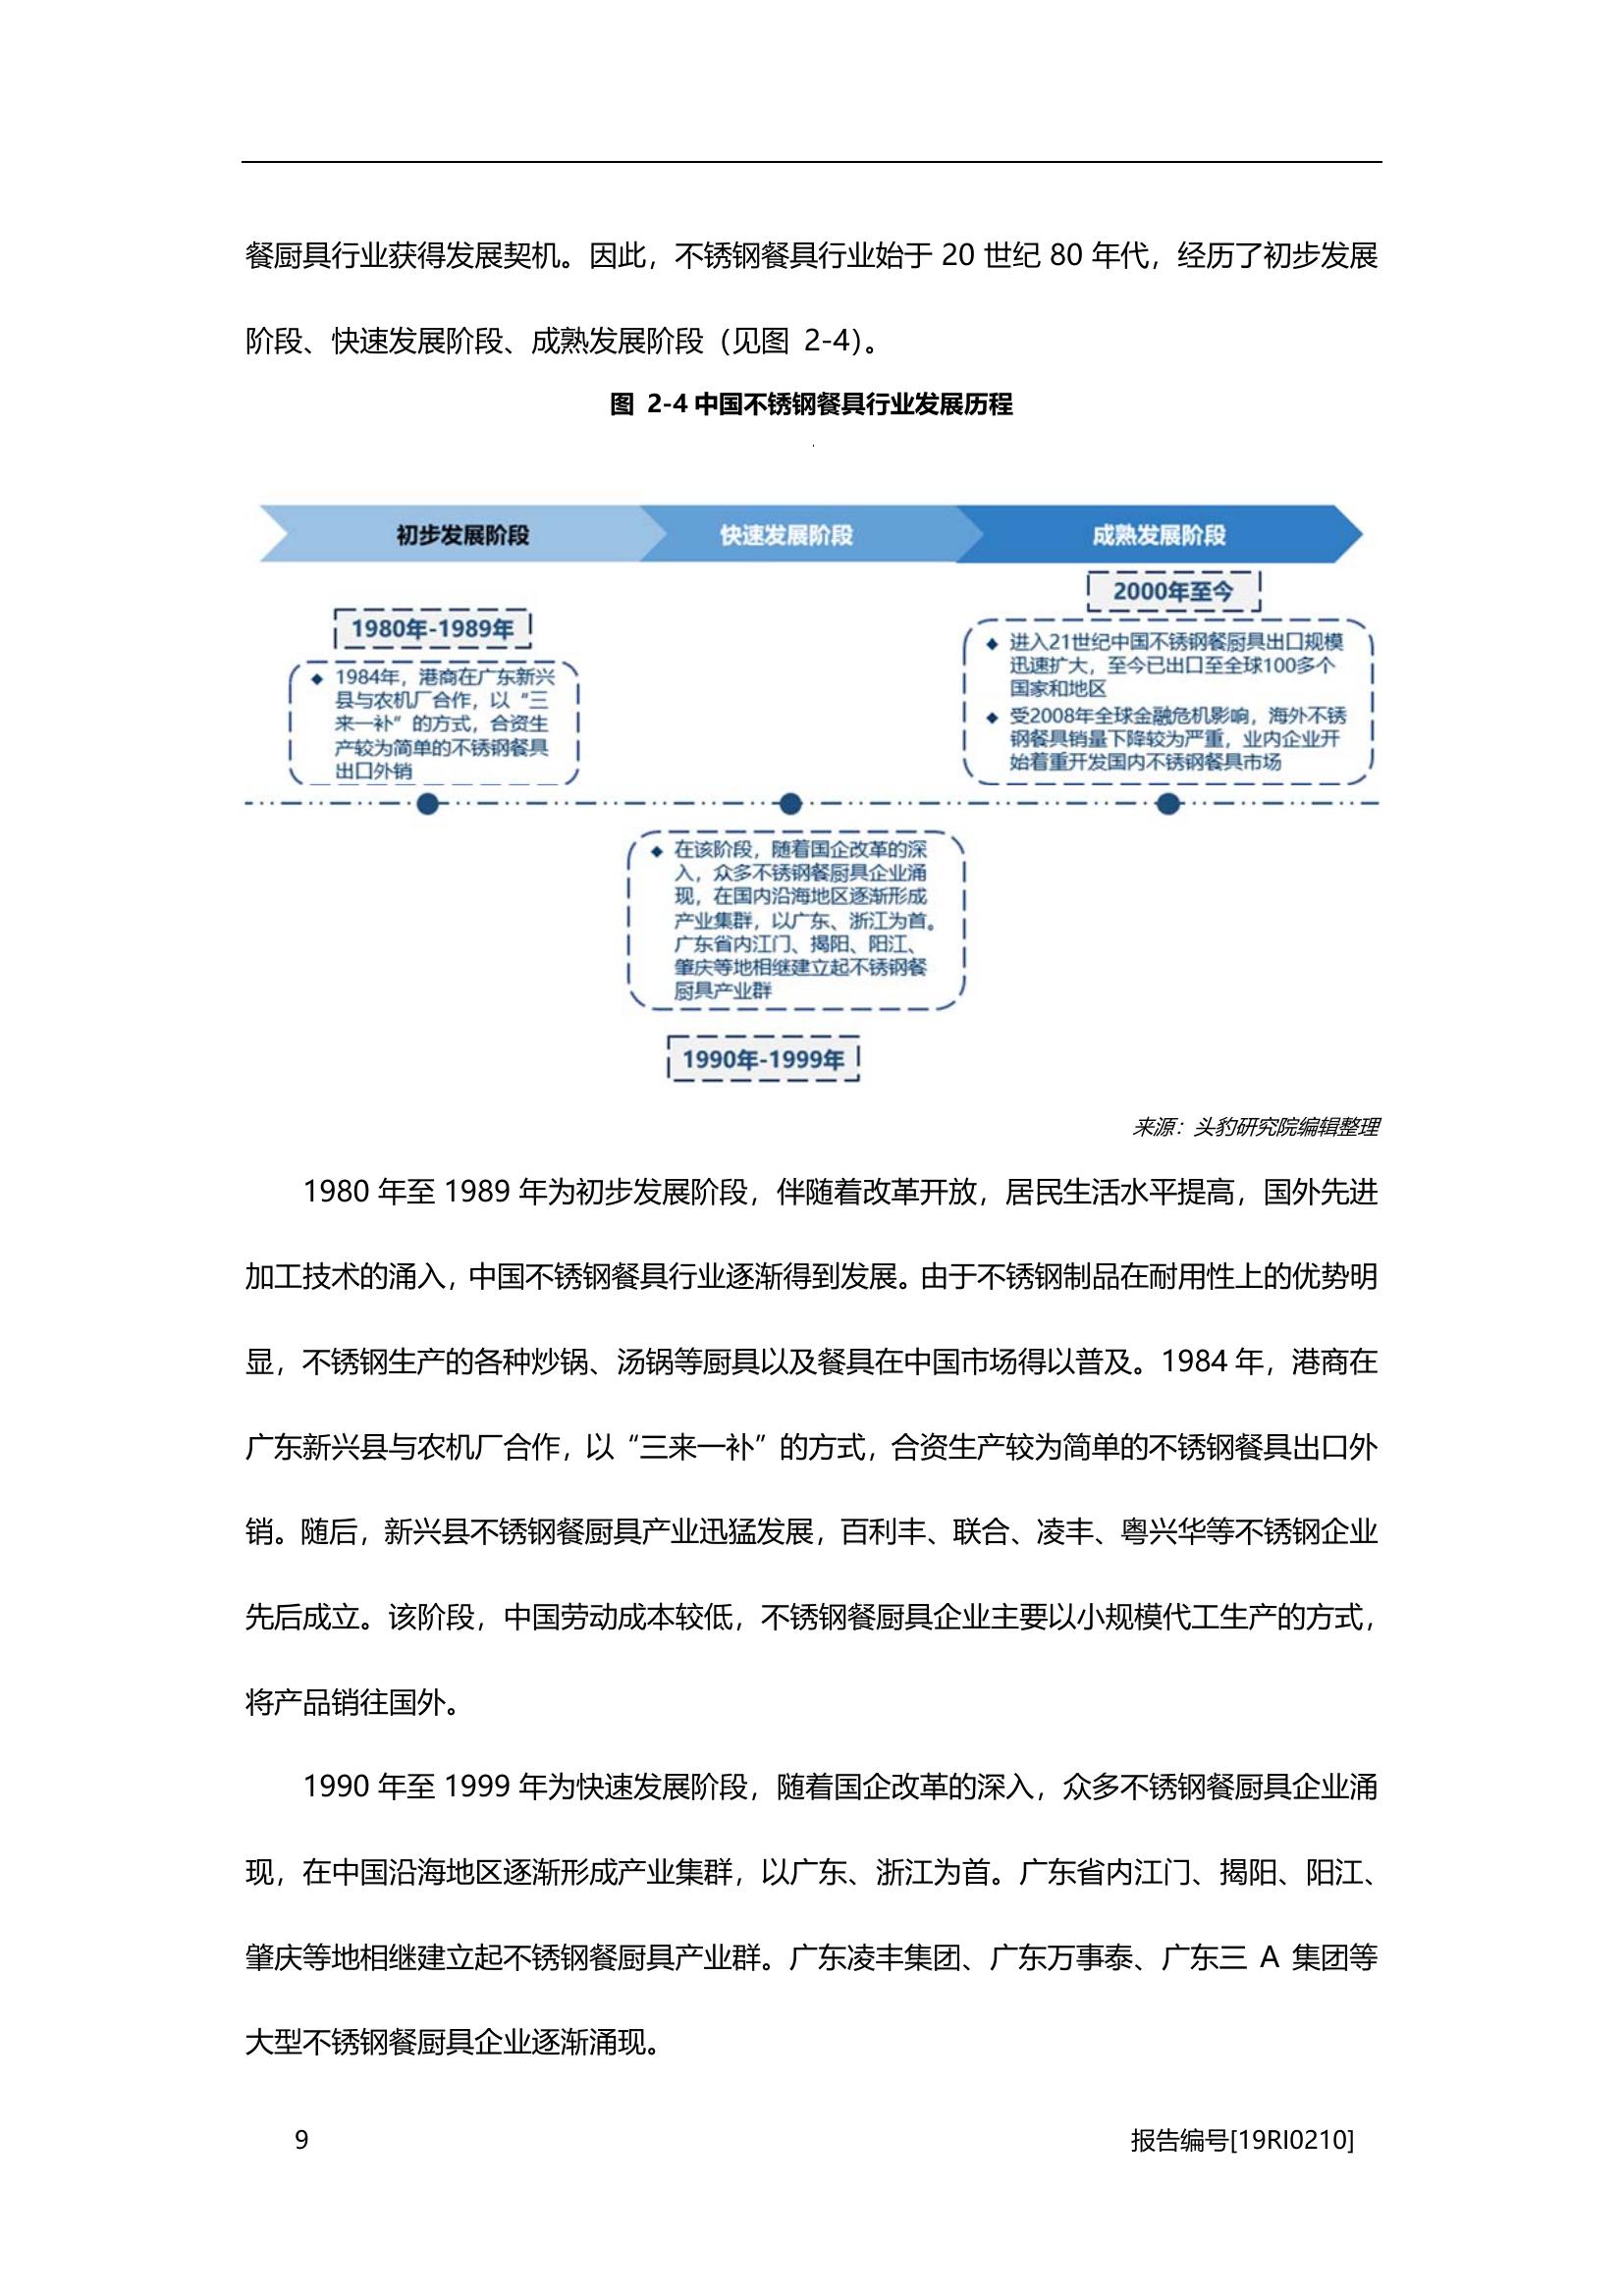 餐厨具行业获得发展契机。因此，不锈钢餐具行业始于 20 世纪 80 年代，经历了初步发展
阶段、快速发展阶段、成熟发展阶段（见图 2-4）。
图 2-4 中国不锈钢餐具行业发展历程
初步发展阶段
快速发展阶段
成熟发展阶段
1980年-1989年
◆ 1984年，港商在广东新兴
县与农机厂合作，以“三
来一补”的方式，合资生
产较为简单的不锈钢餐具
出口外销
2000年至今
◆ 进入21世纪中国不锈钢餐厨具出口规模
迅速扩大，至今已出口至全球100多个
国家和地区
◆ 受2008年全球金融危机影响，海外不锈
钢餐具销量下降较为严重，业内企业开
始着重开发国内不锈钢餐具市场
◆ 在该阶段，随着国企改革的深
入，众多不锈钢餐厨具企业涌
现，在国内沿海地区逐渐形成
产业集群，以广东、浙江为首。
广东省内江门、揭阳、阳江、
肇庆等地相继建立起不锈钢餐
厨具产业群
1990年-1999年
来源：头豹研究院编辑整理
1980 年至 1989 年为初步发展阶段，伴随着改革开放，居民生活水平提高，国外先进
加工技术的涌入，中国不锈钢餐具行业逐渐得到发展。由于不锈钢制品在耐用性上的优势明
显，不锈钢生产的各种炒锅、汤锅等厨具以及餐具在中国市场得以普及。1984 年，港商在
广东新兴县与农机厂合作，以“三来一补”的方式，合资生产较为简单的不锈钢餐具出口外
销。随后，新兴县不锈钢餐厨具产业迅猛发展，百利丰、联合、凌丰、粤兴华等不锈钢企业
先后成立。该阶段，中国劳动成本较低，不锈钢餐厨具企业主要以小规模代工生产的方式，
将产品销往国外。
1990 年至 1999 年为快速发展阶段，随着国企改革的深入，众多不锈钢餐厨具企业涌
现，在中国沿海地区逐渐形成产业集群，以广东、浙江为首。广东省内江门、揭阳、阳江、
肇庆等地相继建立起不锈钢餐厨具产业群。广东凌丰集团、广东万事泰、广东三 A 集团等
大型不锈钢餐厨具企业逐渐涌现。
9
报告编号[19RI0210]